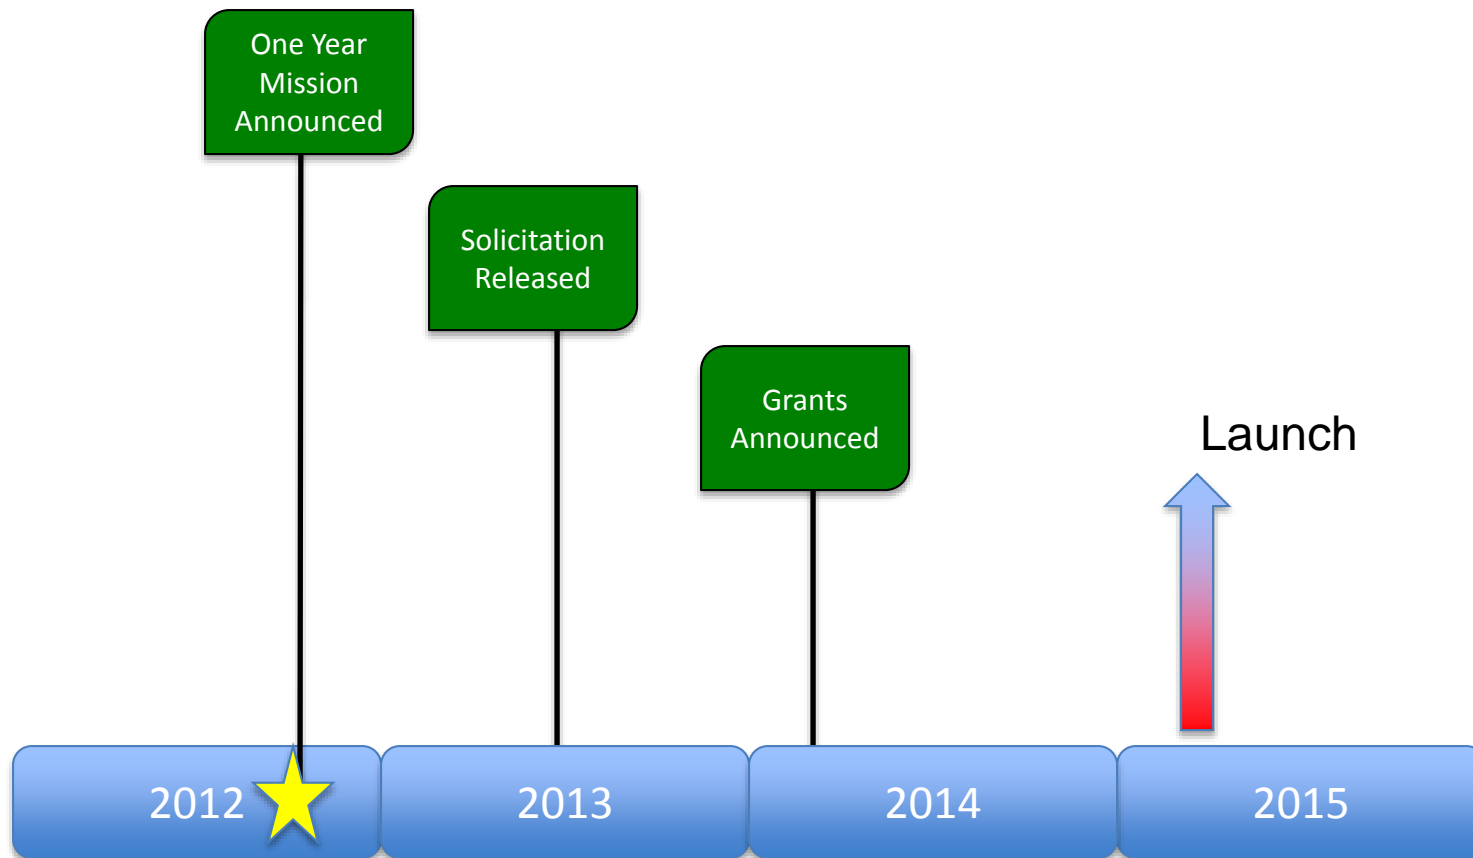 One Year
Mission
Announced
Solicitation
Released
Grants
Announced
Launch
2012
2013
2014
2015